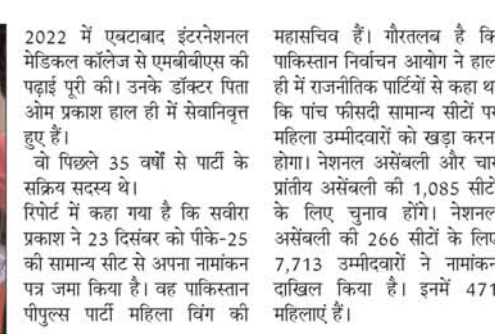 2022 में एबटाबाद इंटरनेशनल
मेडिकल कॉलेज से एमबीबीएस की
पढ़ाई पूरी की। उनके डॉक्टर पिता
ओम प्रकाश हाल ही में सेवानिवृत्त
हुए हैं।
वो पिछले 35 वर्षों से पार्टी के
सक्रिय सदस्य थे।
रिपोर्ट में कहा गया है कि सवीरा
प्रकाश ने 23 दिसंबर को पीके-25
की सामान्य सीट से अपना नामांकन
पत्र जमा किया है। वह पाकिस्तान
पीपुल्स पार्टी महिला विंग की
महासचिव हैं। गौरतलब है कि
पाकिस्तान निर्वाचन आयोग ने हाल
ही में राजनीतिक पार्टियों से कहा
कि पांच फीसदी सामान्य सीटों
महिला उम्मीदवारों को खड़ा
होगा। नेशनल असेंबली और
प्रांतीय असेंबली की 1,085
के लिए चुनाव होंगे। नेशनल
असेंबली की 266 सीटों के लिए
7,713 उम्मीदवारों ने नामांकन
दाखिल किया है। इनमें 471
महिलाएं हैं।